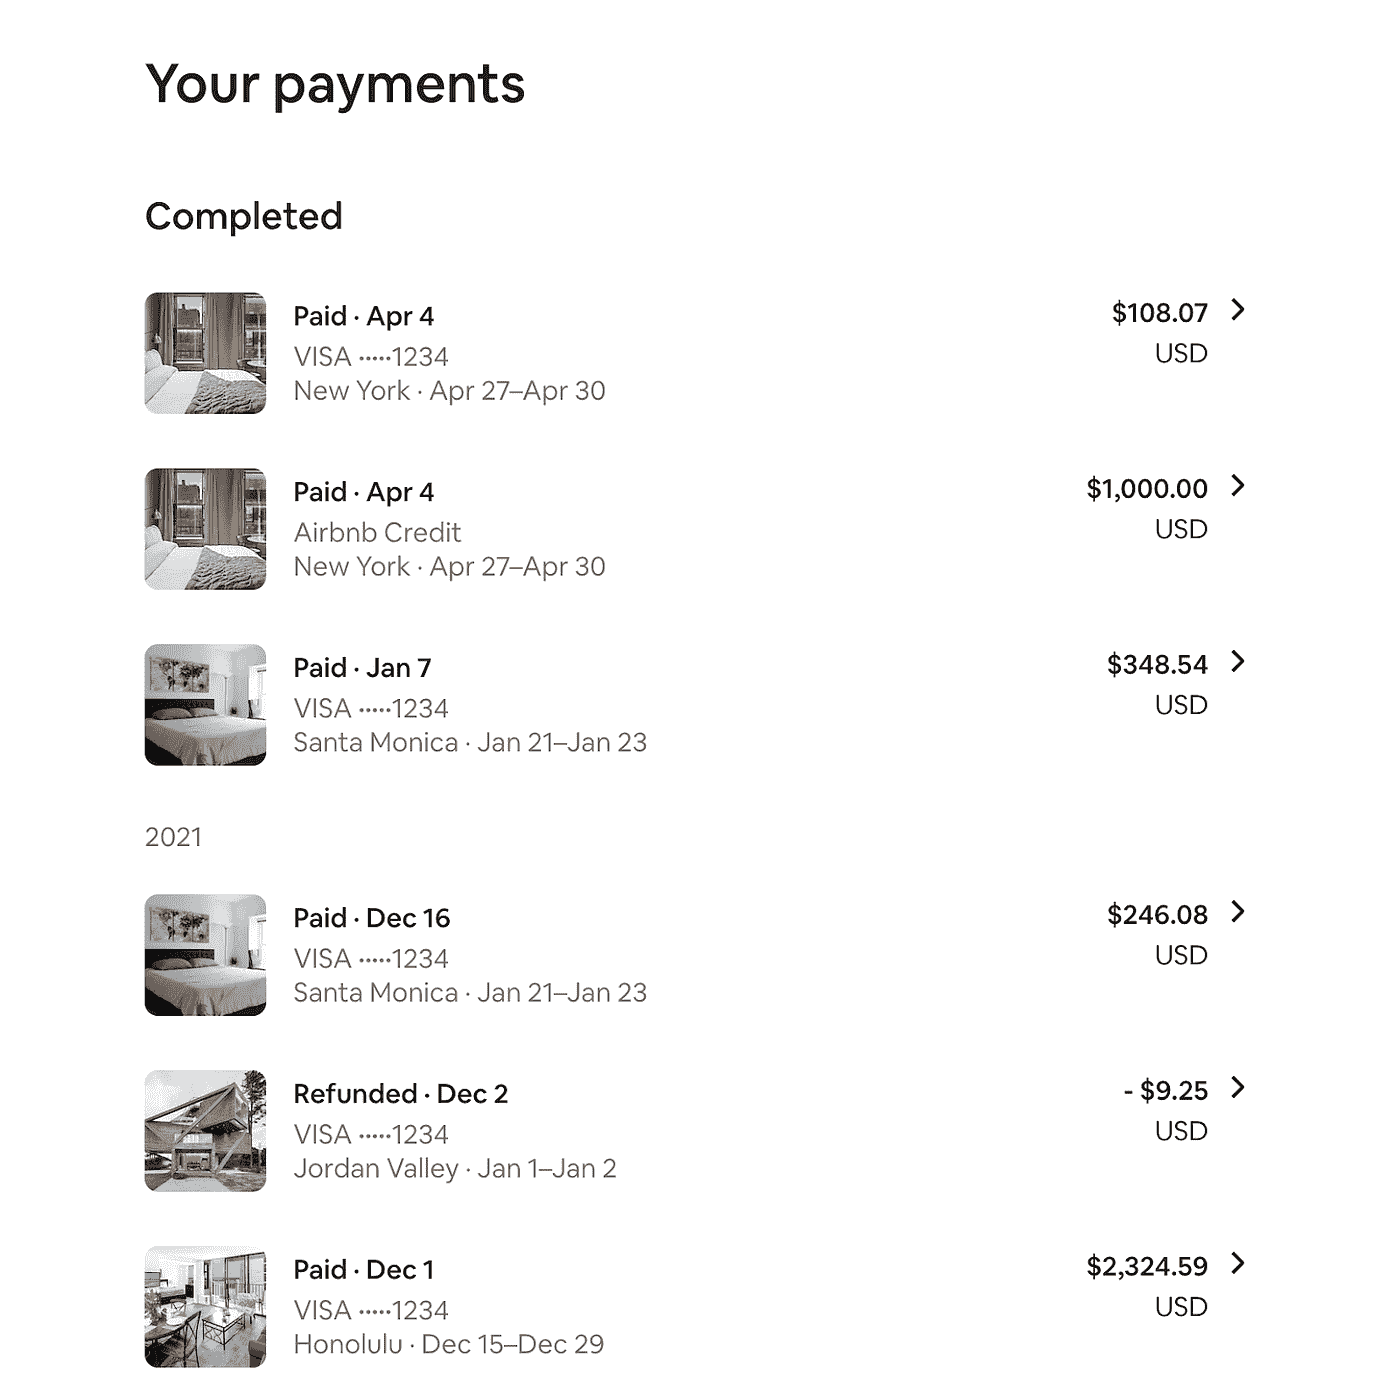 Your payments
Completed
Paid · Apr 4
$108.07
VISA ·····1234
USD
New York · Apr 27–Apr 30
Paid · Apr 4
$1,000.00
Airbnb Credit
USD
New York · Apr 27–Apr 30
Paid · Jan 7
$348.54
VISA ·····1234
USD
Santa Monica · Jan 21–Jan 23
2021
Paid · Dec 16
$246.08
VISA ·····1234
USD
Santa Monica · Jan 21–Jan 23
Refunded · Dec 2
- $9.25
VISA ·····1234
USD
Jordan Valley · Jan 1–Jan 2
Paid · Dec 1
$2,324.59
VISA ·····1234
USD
Honolulu · Dec 15–Dec 29